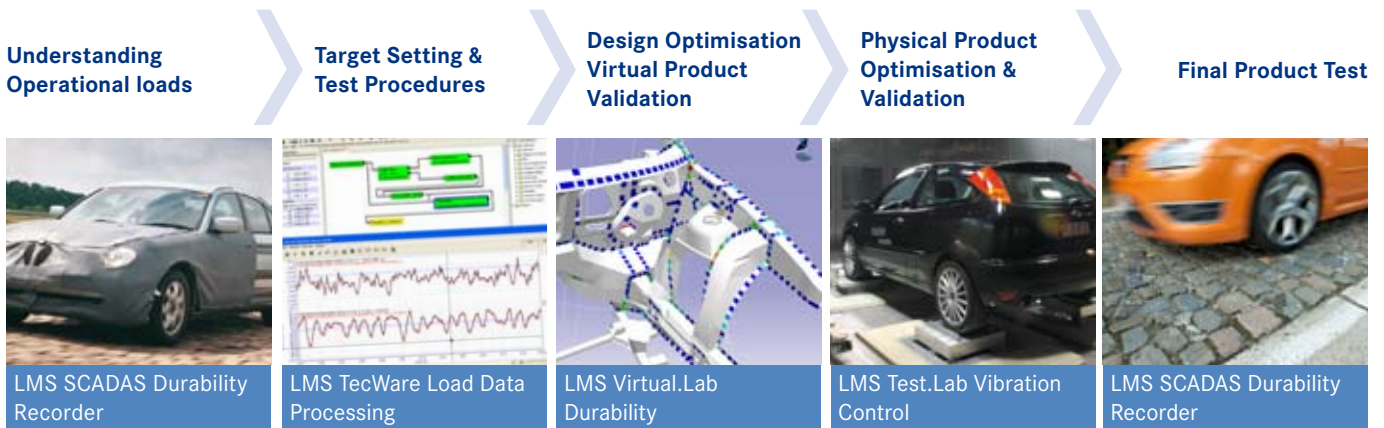 Understanding
Operational loads
Target Setting &
Test Procedures
Design Optimisation
Virtual Product
Validation
Physical Product
Optimisation &
Validation
Final Product Test
LMS SCADAS Durability
Recorder
LMS TecWare Load Data
Processing
LMS Virtual.Lab
Durability
LMS Test.Lab Vibration
Control
LMS SCADAS Durability
Recorder